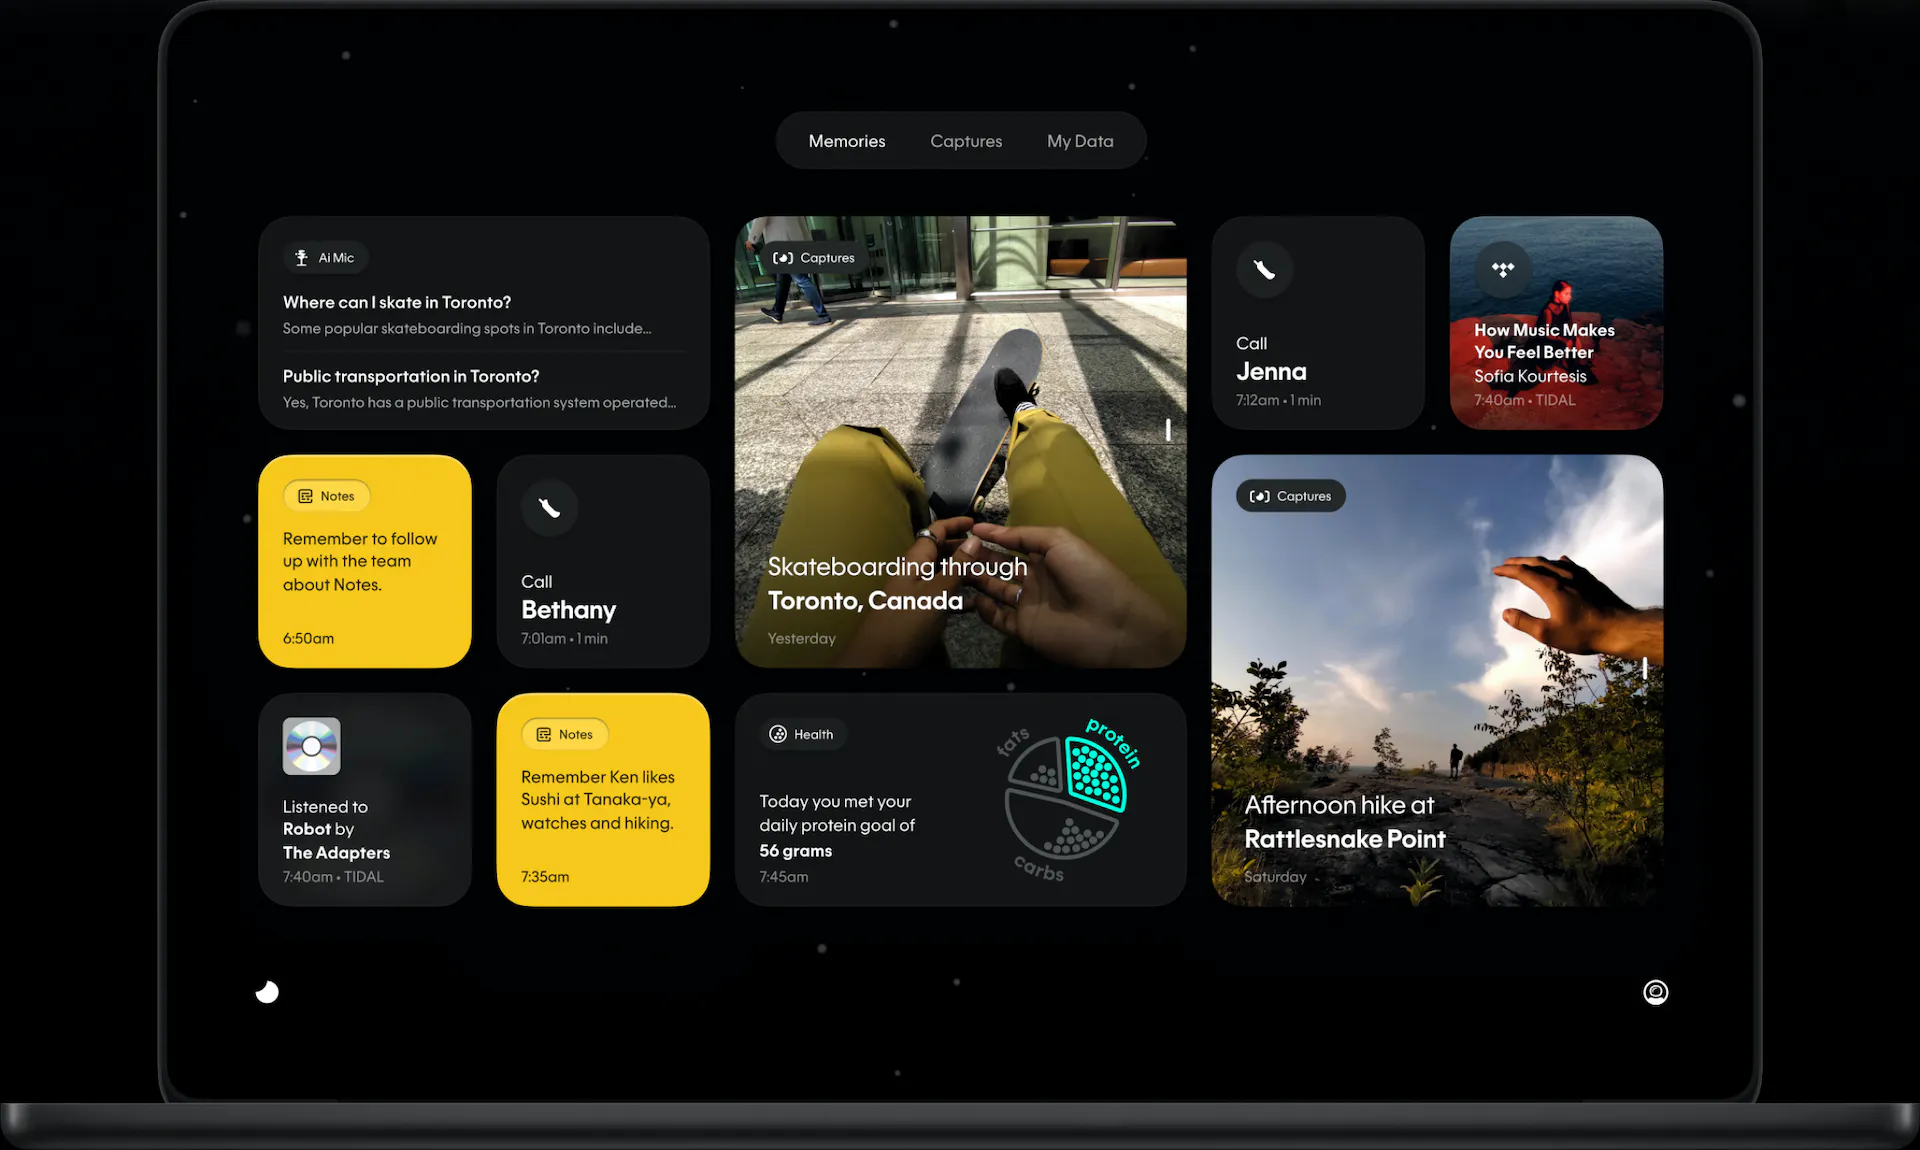 Memories
Captures
My Data
Ai Mic
Where can I skate in Toronto?
Some popular skateboarding spots in Toronto include...
Public transportation in Toronto?
Yes, Toronto has a public transportation system operated...
Notes
Remember to follow
up with the team
about Notes.
6:50am
Call
Bethany
7:01am • 1 min
Listened to
Robot by
The Adapters
7:40am • TIDAL
Notes
Remember Ken likes
Sushi at Tanaka-ya,
watches and hiking.
7:35am
Captures
Skateboarding through
Toronto, Canada
Yesterday
Health
Today you met your
daily protein goal of
56 grams
7:45am
fats
protein
carbs
Call
Jenna
7:12am • 1 min
How Music Makes
You Feel Better
Sofia Kourtesis
7:40am • TIDAL
Captures
Afternoon hike at
Rattlesnake Point
Saturday